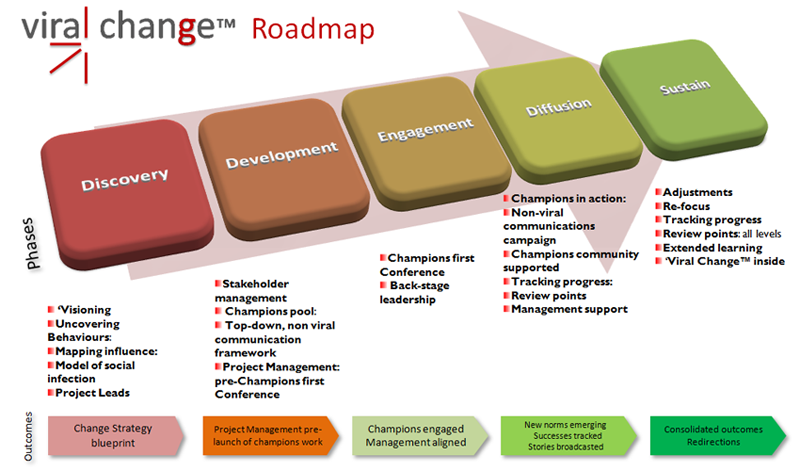 viral change™ Roadmap
Discovery
Development
Engagement
Diffusion
Sustain
Phases
'Visioning
Uncovering
Behaviours:
Mapping influence:
Model of social
infection
Project Leads
Stakeholder
management
Champions pool:
Top-down, non viral
communication
framework
Project Management:
pre-Champions first
Conference
Champions first
Conference
Back-stage
leadership
Champions in action:
Non-viral
communications
campaign
Champions community
supported
Tracking progress:
Review points
Management support
Adjustments
Re-focus
Tracking progress
Review points: all levels
Extended learning
'Viral Change™ inside
Outcomes
Change Strategy
blueprint
Project Management pre-
launch of champions work
Champions engaged
Management aligned
New norms emerging
Successes tracked
Stories broadcasted
Consolidated outcomes
Redirections